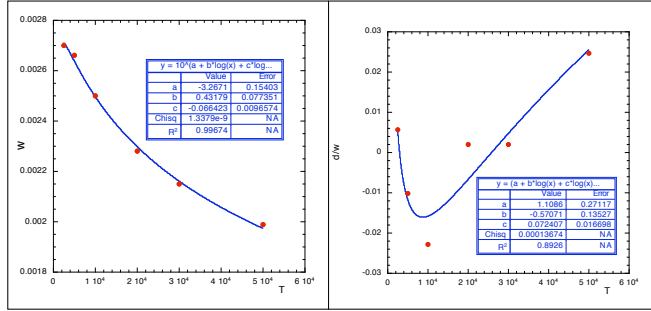 0.0028
0.0026
0.0024
0.0022
0.002
0.0018
W
0
1 10⁴
2 10⁴
3 10⁴
4 10⁴
5 10⁴
6 10⁴
T
y = 10^(a + b*log(x) + c*log...
Value Error
a -3.2671 0.15403
b 0.43179 0.077351
c -0.066423 0.0096574
Chisq 1.3379e-9 NA
R² 0.99674 NA
0.03
0.02
0.01
0
-0.01
-0.02
-0.03
d/w
0
1 10⁴
2 10⁴
3 10⁴
4 10⁴
5 10⁴
6 10⁴
T
y = (a + b*log(x) + c*log(x)...
Value Error
a 1.1086 0.27117
b -0.57071 0.13527
c 0.072407 0.016698
Chisq 0.00013674 NA
R² 0.8926 NA